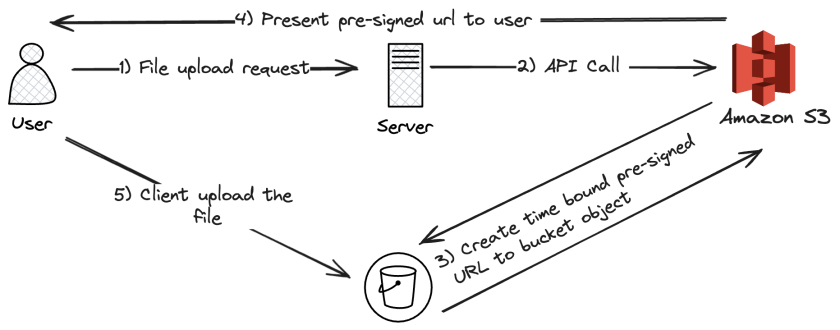 4) Present pre-signed url to user
1) File upload request
2) API Call
User
Server
Amazon S3
3) Create time bound pre-signed
URL to bucket object
5) Client upload the
file